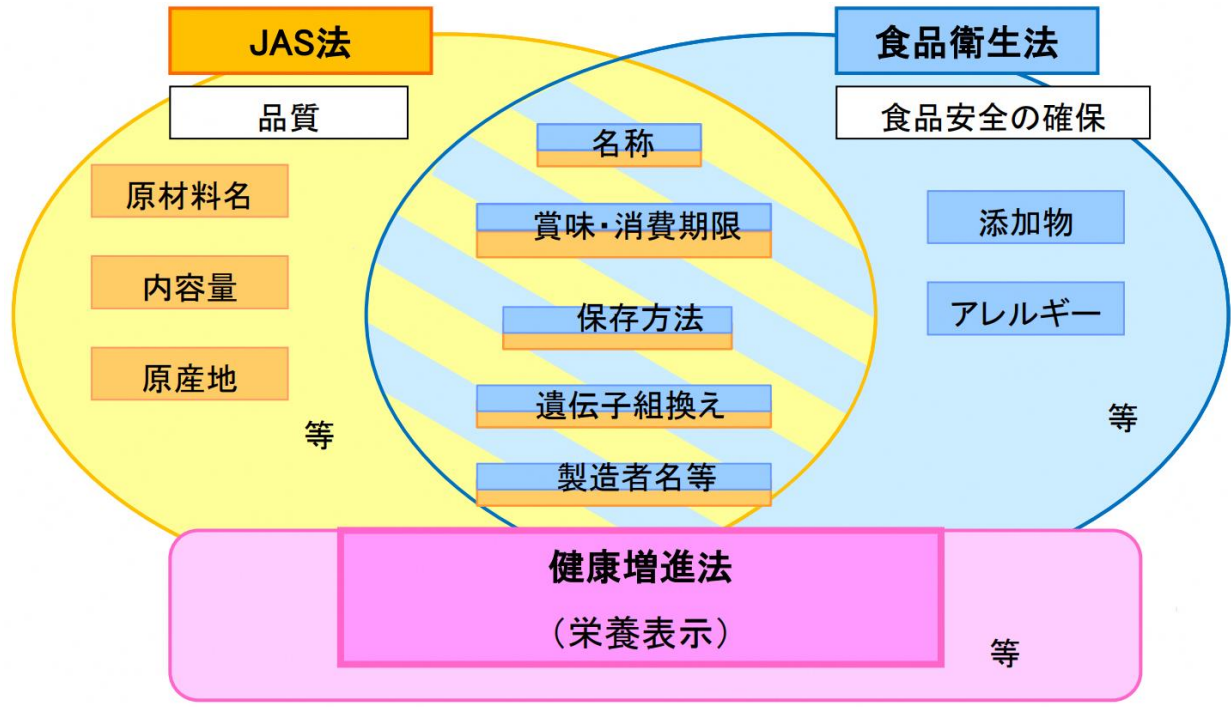 JAS法
品質
原材料名
内容量
原産地
等
名称
賞味・消費期限
保存方法
遺伝子組換え
製造者名等
食品衛生法
食品安全の確保
添加物
アレルギー
等
健康増進法
（栄養表示）
等